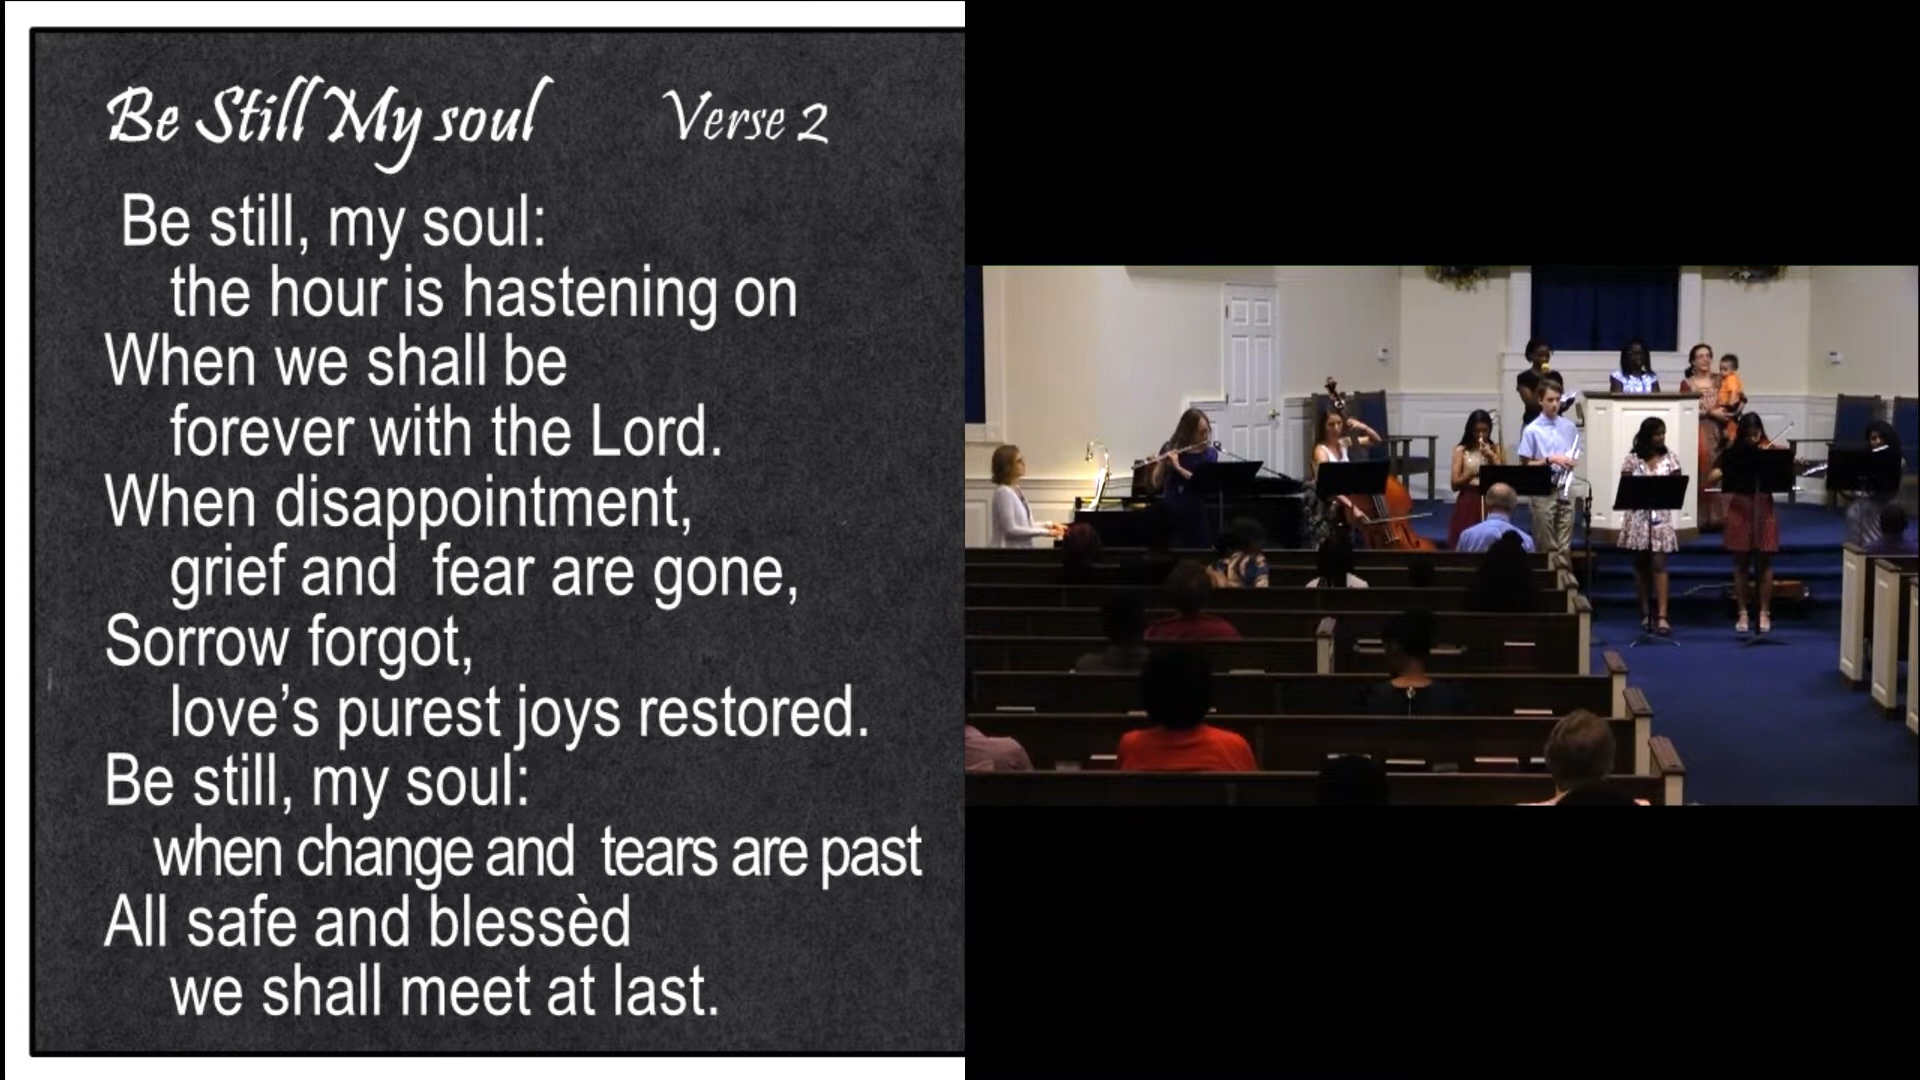 Be Still My soul Verse 2
Be still, my soul:
the hour is hastening on
When we shall be
forever with the Lord.
When disappointment,
grief and fear are gone,
Sorrow forgot,
love’s purest joys restored.
Be still, my soul:
when change and tears are past
All safe and blessèd
we shall meet at last.